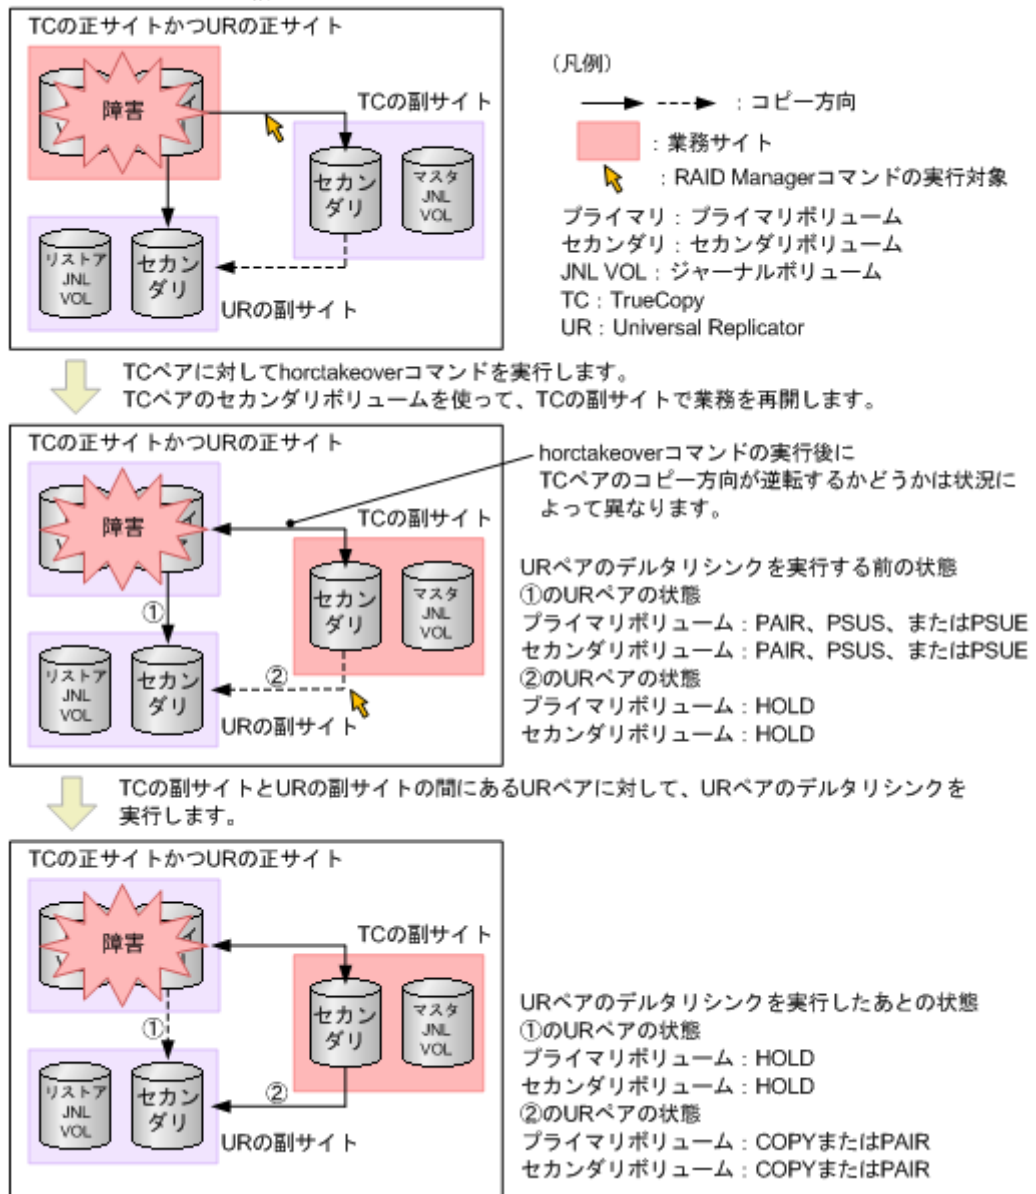 TCの正サイトかつURの正サイト
障害
TCの副サイト
セカン
ダリ
マスタ
JNL
VOL
リストア
JNL
VOL
セカン
ダリ
URの副サイト
（凡例）
：コピー方向
：業務サイト
：RAID Managerコマンドの実行対象
プライマリ：プライマリボリューム
セカンダリ：セカンダリボリューム
JNL VOL：ジャーナルボリューム
TC：TrueCopy
UR：Universal Replicator
TCペアに対してhorctakeoverコマンドを実行します。
TCペアのセカンダリボリュームを使って、TCの副サイトで業務を再開します。
TCの正サイトかつURの正サイト
障害
TCの副サイト
セカン
ダリ
マスタ
JNL
VOL
①
②
リストア
JNL
VOL
セカン
ダリ
URの副サイト
horctakeoverコマンドの実行後に
TCペアのコピー方向が逆転するかどうかは状況に
よって異なります。
URペアのデルタリシンクを実行する前の状態
①のURペアの状態
プライマリボリューム：PAIR、PSUS、またはPSUE
セカンダリボリューム：PAIR、PSUS、またはPSUE
②のURペアの状態
プライマリボリューム：HOLD
セカンダリボリューム：HOLD
TCの副サイトとURの副サイトの間にあるURペアに対して、URペアのデルタリシンクを
実行します。
TCの正サイトかつURの正サイト
障害
TCの副サイト
セカン
ダリ
マスタ
JNL
VOL
①
②
リストア
JNL
VOL
セカン
ダリ
URの副サイト
URペアのデルタリシンクを実行したあとの状態
①のURペアの状態
プライマリボリューム：HOLD
セカンダリボリューム：HOLD
②のURペアの状態
プライマリボリューム：COPYまたはPAIR
セカンダリボリューム：COPYまたはPAIR